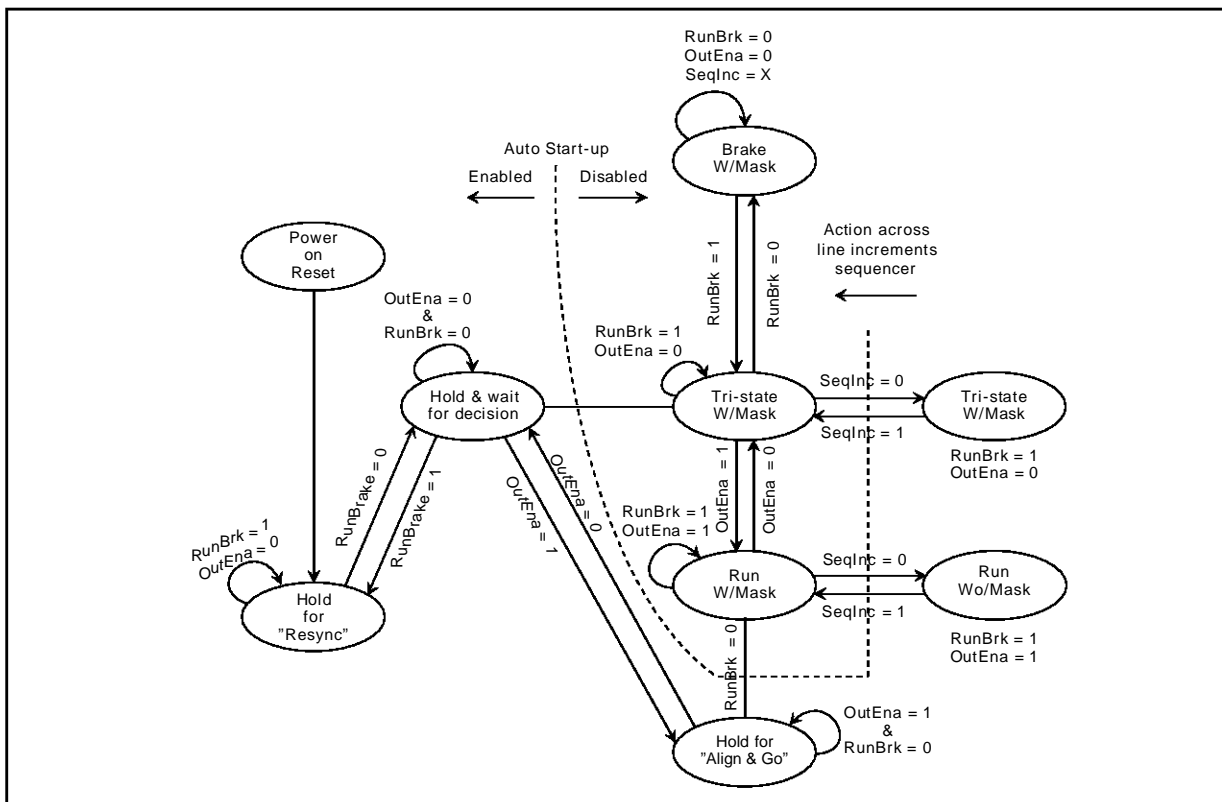 RunBrk = 0
OutEna = 0
SeqInc = X
Brake
W/Mask
Auto Start-up
Enabled
Disabled
Action across
line increments
sequencer
Power
on
Reset
RunBrk = 1
RunBrk = 0
OutEna = 0
&
RunBrk = 0
RunBrk = 1
OutEna = 0
Hold & wait
for decision
Tri-state
W/Mask
SeqInc = 0
SeqInc = 1
Tri-state
W/Mask
RunBrk = 1
OutEna = 0
RunBrake = 0
RunBrake = 1
OutEna = 1
OutEna = 0
OutEna = 1
OutEna = 0
RunBrk = 1
OutEna = 1
RunBrk = 1
OutEna = 0
Hold
for
"Resync"
Run
W/Mask
SeqInc = 0
SeqInc = 1
Run
Wo/Mask
RunBrk = 1
OutEna = 1
RunBrk = 0
Hold for
"Align & Go"
OutEna = 1
&
RunBrk = 0